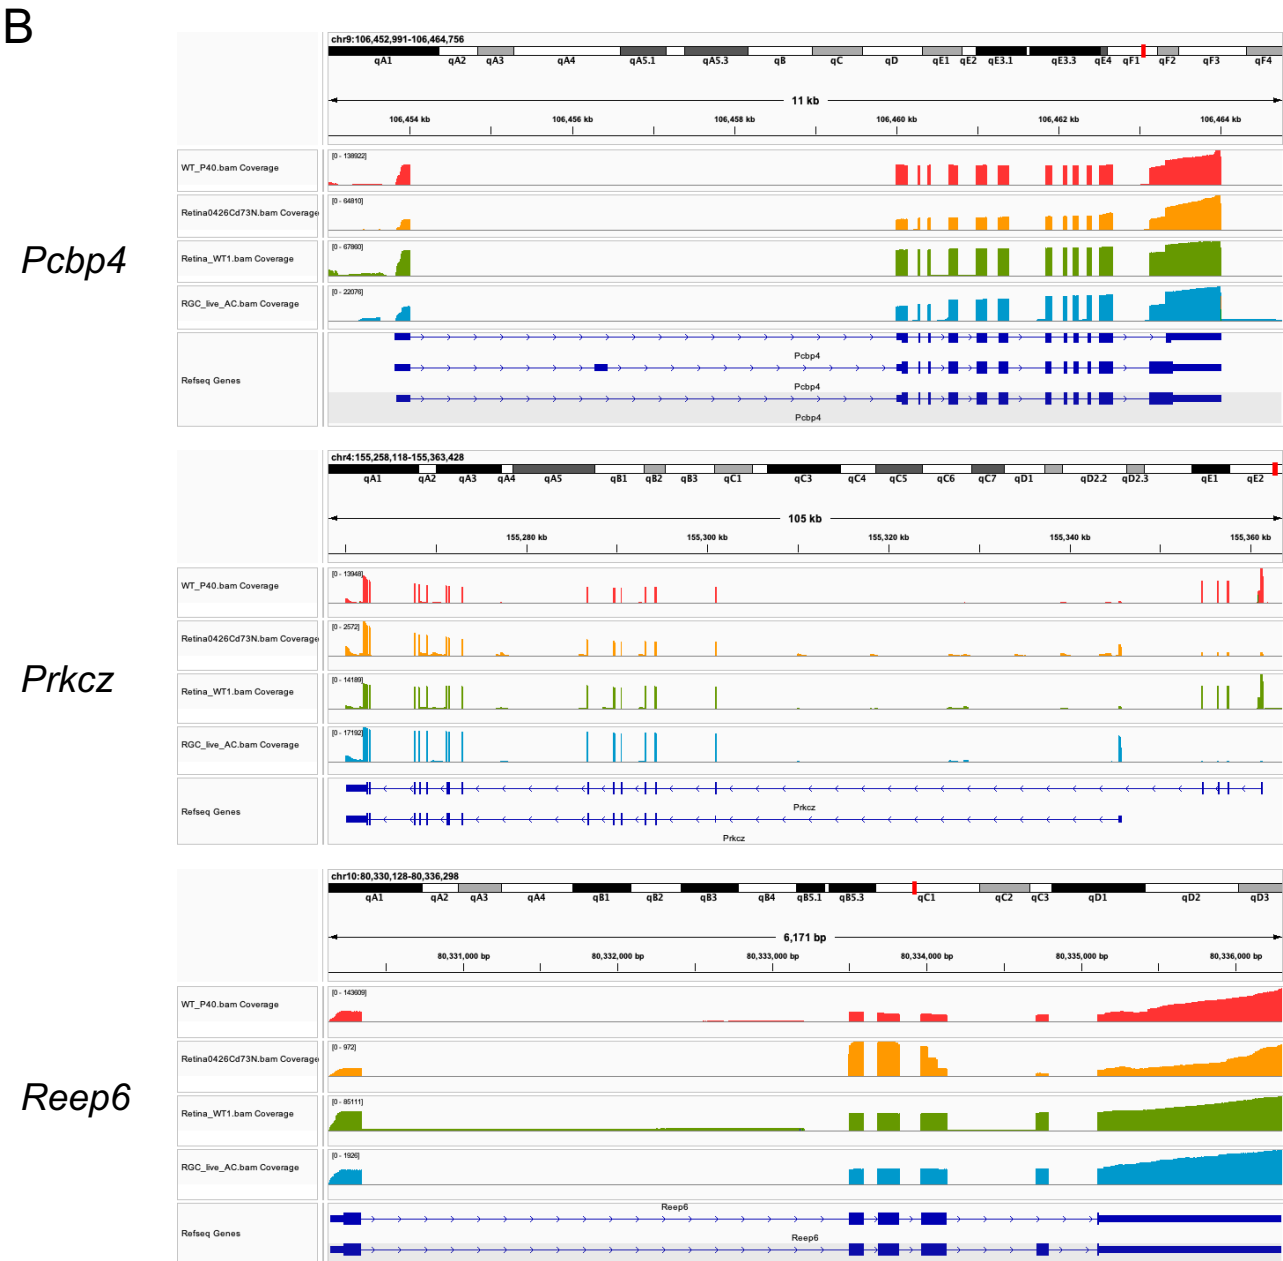 B
Pcbp4
chr9:106,452,991-106,464,756
qA1 qA2 qA3 qA4 qA5.1 qA5.3 qB qC qD qE1 qE2 qE3.1 qE3.3 qE4 qF1 qF2 qF3 qF4
11 kb
106,454 kb 106,456 kb 106,458 kb 106,460 kb 106,462 kb 106,464 kb
WT_P40.bam Coverage [0 - 138922]
Retina0426Cd73N.bam Coverage [0 - 64810]
Retina_WT1.bam Coverage [0 - 67860]
RGC_live_AC.bam Coverage [0 - 22076]
Refseq Genes
Pcbp4
Pcbp4
Pcbp4
Prkcz
chr4:155,258,118-155,363,428
qA1 qA2 qA3 qA4 qA5 qB1 qB2 qB3 qC1 qC3 qC4 qC5 qC6 qC7 qD1 qD2.2 qD2.3 qE1 qE2
105 kb
155,280 kb 155,300 kb 155,320 kb 155,340 kb 155,360 kb
WT_P40.bam Coverage [0 - 13948]
Retina0426Cd73N.bam Coverage [0 - 2572]
Retina_WT1.bam Coverage [0 - 14189]
RGC_live_AC.bam Coverage [0 - 17192]
Refseq Genes
Prkcz
Prkcz
Reep6
chr10:80,330,128-80,336,298
qA1 qA2 qA3 qA4 qB1 qB2 qB3 qB4 qB5.1 qB5.3 qC1 qC2 qC3 qD1 qD2 qD3
6,171 bp
80,331,000 bp 80,332,000 bp 80,333,000 bp 80,334,000 bp 80,335,000 bp 80,336,000 bp
WT_P40.bam Coverage [0 - 143609]
Retina0426Cd73N.bam Coverage [0 - 972]
Retina_WT1.bam Coverage [0 - 85111]
RGC_live_AC.bam Coverage [0 - 1926]
Refseq Genes
Reep6
Reep6